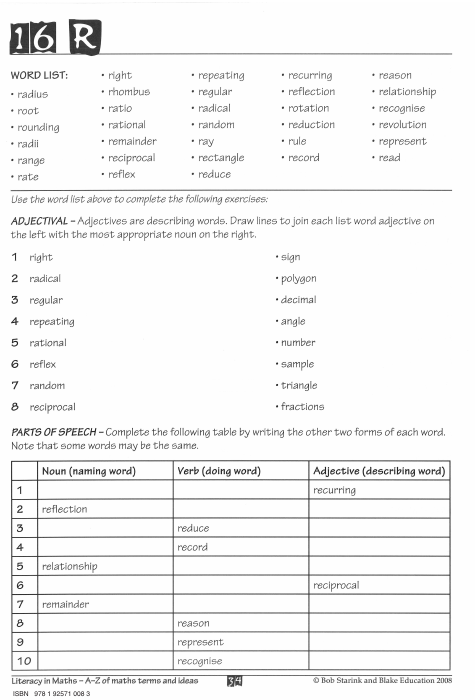 16 R
WORD LIST:
• radius
• root
• rounding
• radii
• range
• rate
• right
• rhombus
• ratio
• rational
• remainder
• reciprocal
• reflex
• repeating
• regular
• radical
• random
• ray
• rectangle
• reduce
• recurring
• reflection
• rotation
• reduction
• rule
• record
• reason
• relationship
• recognise
• revolution
• represent
• read
Use the word list above to complete the following exercises:
ADJECTIVAL – Adjectives are describing words. Draw lines to join each list word adjective on
the left with the most appropriate noun on the right.
1 right • sign
2 radical • polygon
3 regular • decimal
4 repeating • angle
5 rational • number
6 reflex • sample
7 random • triangle
8 reciprocal • fractions
PARTS OF SPEECH – Complete the following table by writing the other two forms of each word.
Note that some words may be the same.
Noun (naming word) Verb (doing word) Adjective (describing word)
1 recurring
2 reflection
3 reduce
4 record
5 relationship
6 reciprocal
7 remainder
8 reason
9 represent
10 recognise
Literacy in Maths – A–Z of maths terms and ideas 34 © Bob Starink and Blake Education 2008
ISBN 978 1 92571 008 3